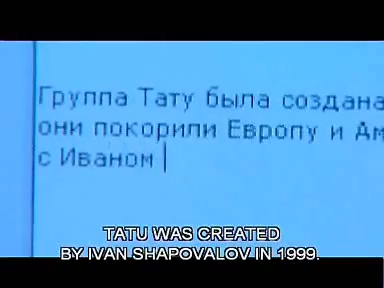 Группа Тату была создана
они покорили Европу и Ам
с Иваном
TATU WAS CREATED
BY IVAN SHAPOVALOV IN 1999.